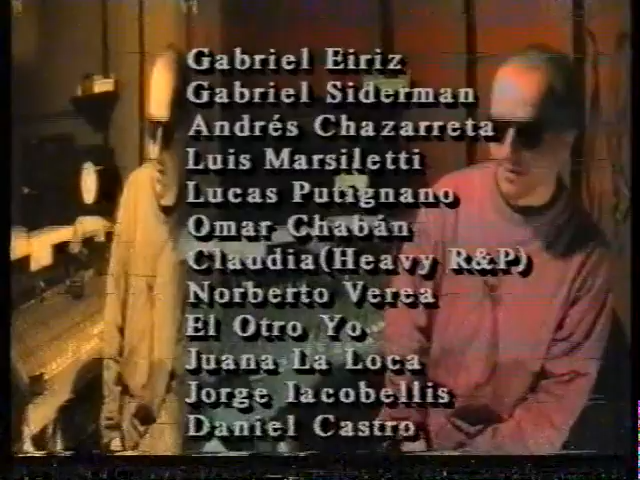 Gabriel Eiriz
Gabriel Siderman
Andrés Chazarreta
Luis Marsiletti
Lucas Putignano
Omar Chabán
Claudia(Heavy R&P)
Norberto Verea
El Otro Yo
Juana La Loca
Jorge Iacobellis
Daniel Castro